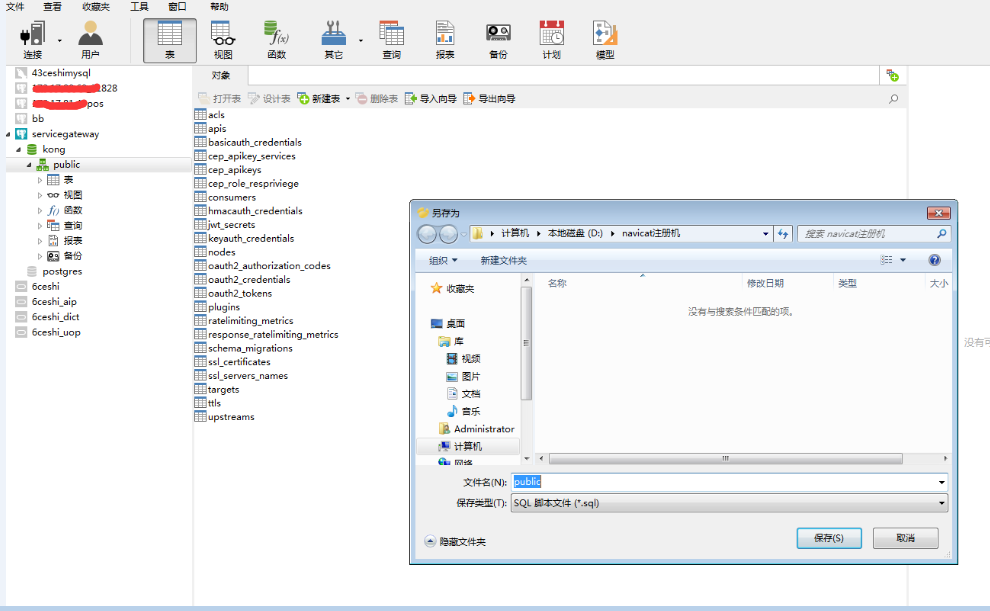 文件 查看 收藏夹 工具 窗口 帮助
连接 用户 表 视图 函数 其它 查询 报表 备份 计划 模型
对象
打开表 设计表 新建表 删除表 导入向导 导出向导
43ceshimysql
828
pos
bb
servicegateway
kong
public
表
视图
函数
查询
报表
备份
postgres
6ceshi
6ceshi_aip
6ceshi_dict
6ceshi_uop
acls
apis
basicauth_credentials
cep_apikey_services
cep_apikeys
cep_role_respriviege
consumers
hmacauth_credentials
jwt_secrets
keyauth_credentials
nodes
oauth2_authorization_codes
oauth2_credentials
oauth2_tokens
plugins
ratelimiting_metrics
response_ratelimiting_metrics
schema_migrations
ssl_certificates
ssl_servers_names
targets
ttls
upstreams
另存为
计算机 本地磁盘 (D:) navicat注册机
搜索 navicat注册机
组织 新建文件夹
收藏夹
桌面
库
视频
图片
文档
音乐
Administrator
计算机
网络
名称 修改日期 类型 大小
没有与搜索条件匹配的项。
文件名(N): public
保存类型(T): SQL 脚本文件 (*.sql)
隐藏文件夹
保存(S) 取消
没有可